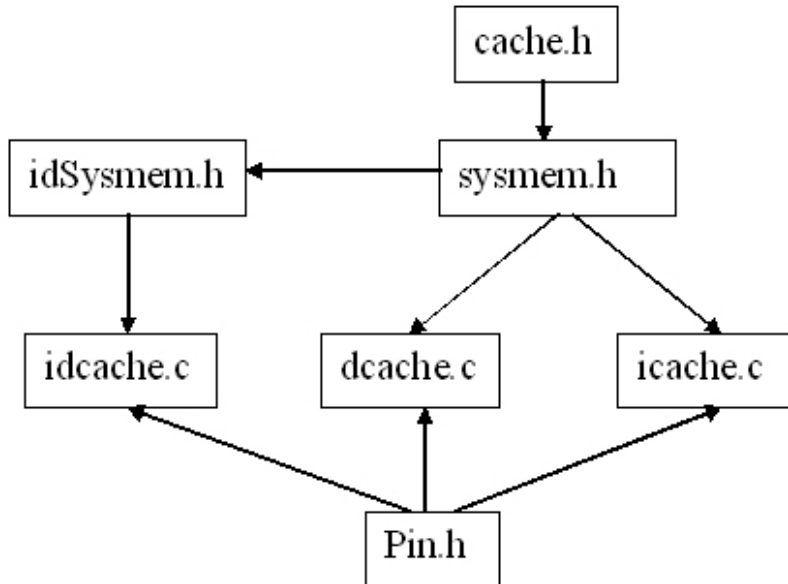 cache.h
idSysmem.h
sysmem.h
idcache.c
dcache.c
icache.c
Pin.h